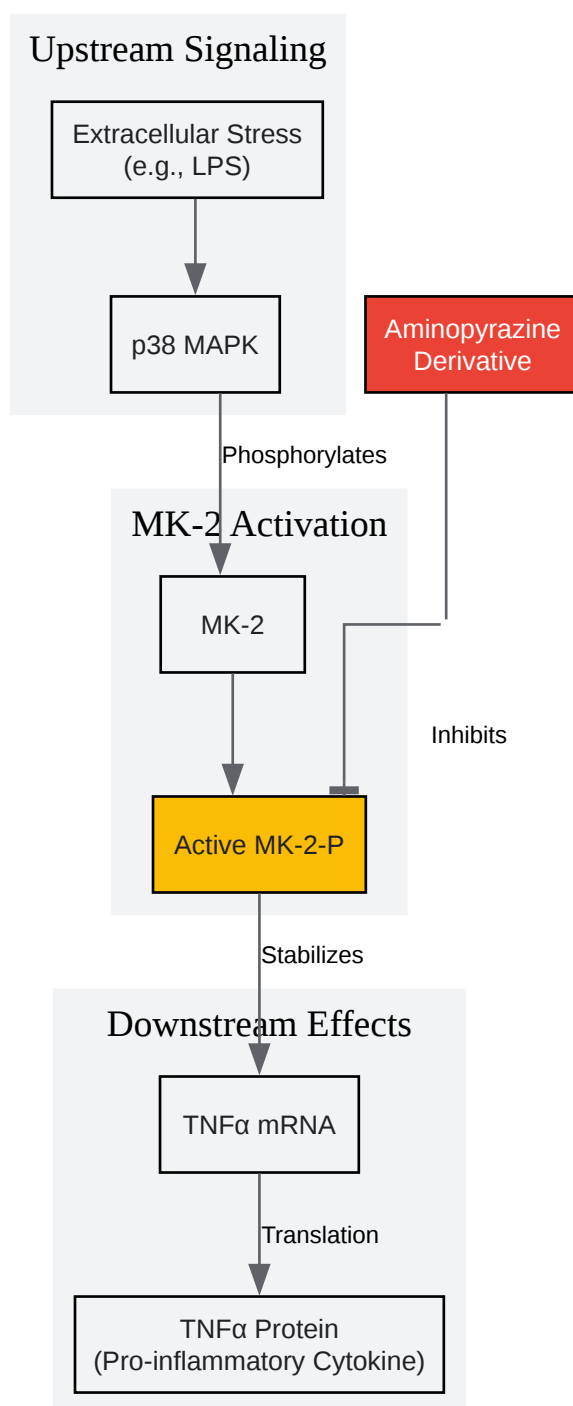 Upstream Signaling
Extracellular Stress
(e.g., LPS)
p38 MAPK
Aminopyrazine
Derivative
Phosphorylates
MK-2 Activation
MK-2
Inhibits
Active MK-2-P
Stabilizes
Downstream Effects
TNFα mRNA
Translation
TNFα Protein
(Pro-inflammatory Cytokine)